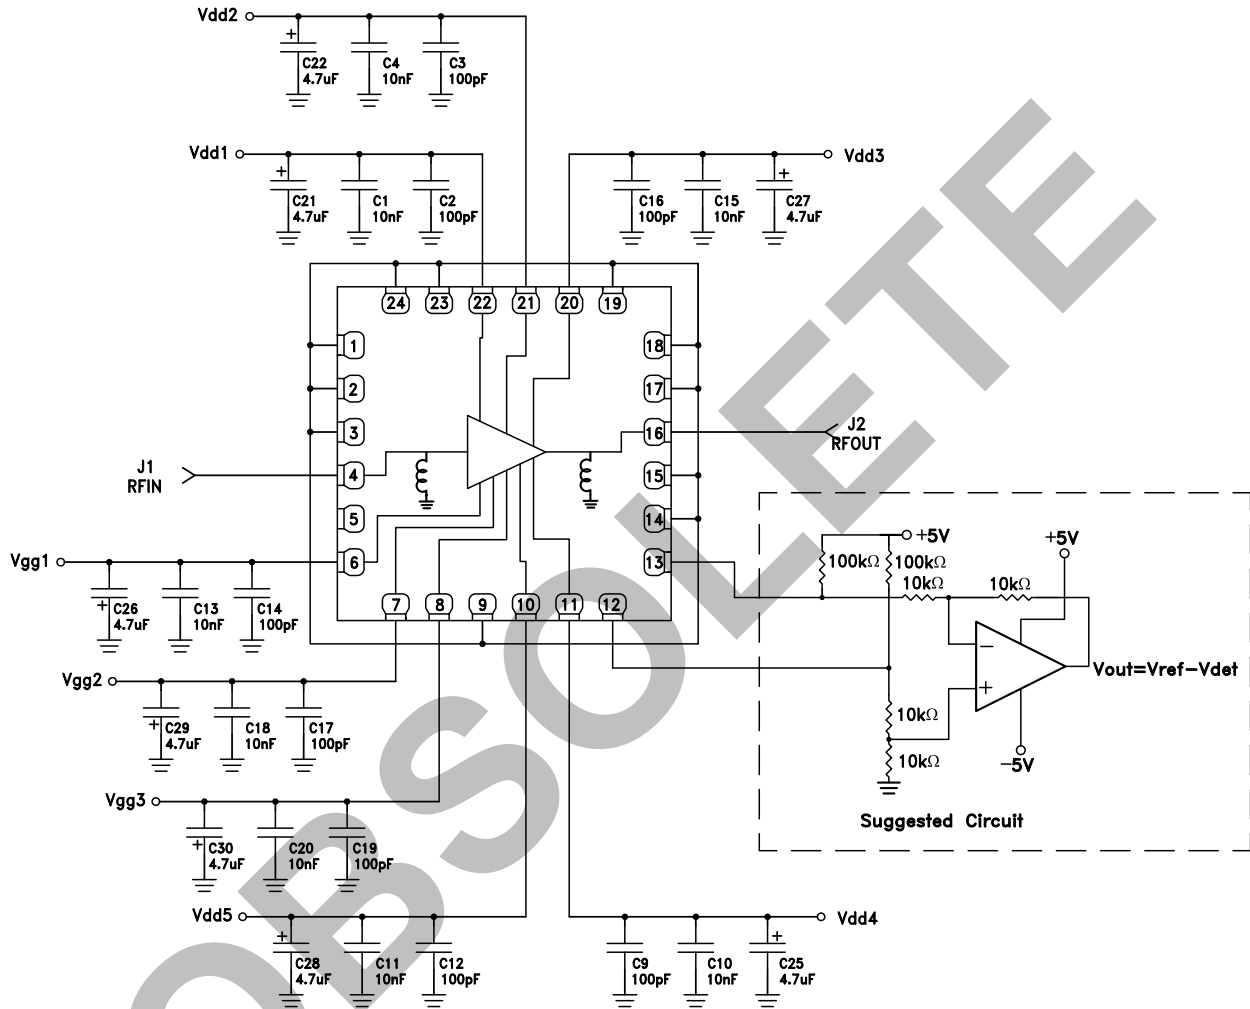 Vdd2
+
C22
4.7uF
C4
10nF
C3
100pF
Vdd1
+
C21
4.7uF
C1
10nF
C2
100pF
Vdd3
C16
100pF
C15
10nF
+
C27
4.7uF
24
23
22
21
20
19
1
2
3
4
5
6
18
17
16
15
14
13
7
8
9
10
11
12
J1
RFIN
J2
RFOUT
Vgg1
+
C26
4.7uF
C13
10nF
C14
100pF
Vgg2
+
C29
4.7uF
C18
10nF
C17
100pF
Vgg3
+
C30
4.7uF
C20
10nF
C19
100pF
Vdd5
+
C28
4.7uF
C11
10nF
C12
100pF
Vdd4
C9
100pF
C10
10nF
+
C25
4.7uF
+5V
+5V
100kΩ
100kΩ
10kΩ
10kΩ
−
+
Vout=Vref−Vdet
10kΩ
10kΩ
−5V
Suggested Circuit
OBSOLETE